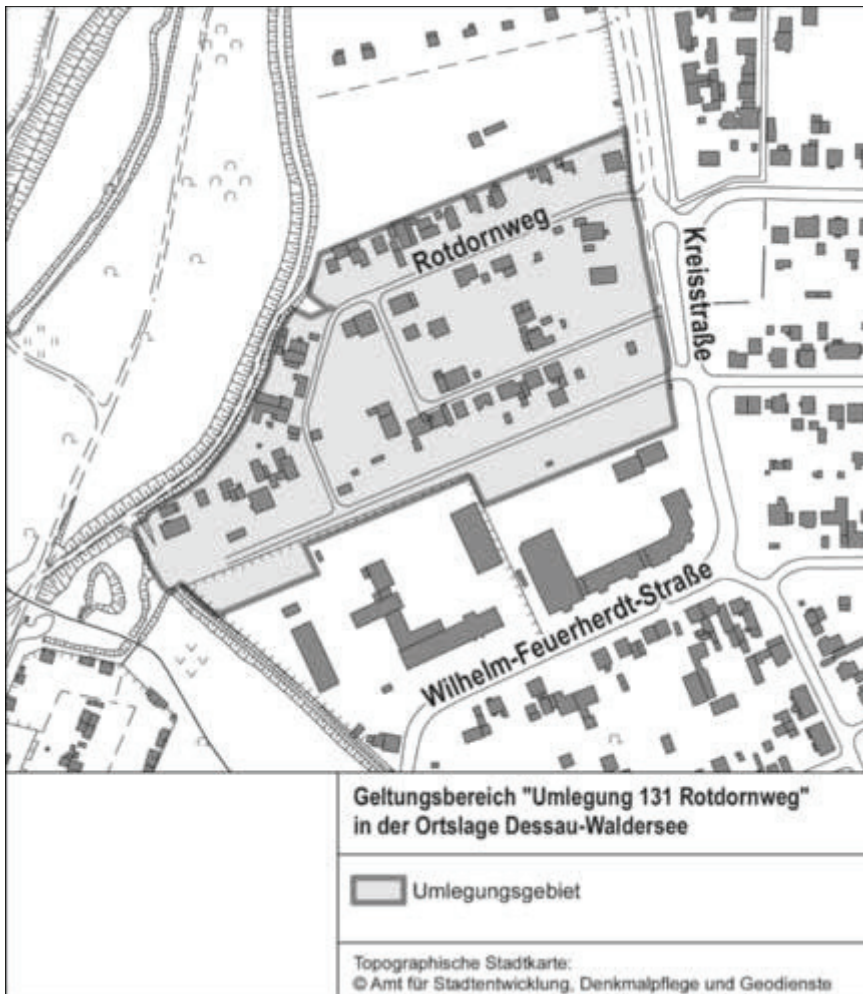 Rotdornweg
Kreisstraße
Wilhelm-Feuerherdt-Straße
Geltungsbereich "Umlegung 131 Rotdornweg"
in der Ortslage Dessau-Waldersee
Umlegungsgebiet
Topographische Stadtkarte:
© Amt für Stadtentwicklung, Denkmalpflege und Geodienste